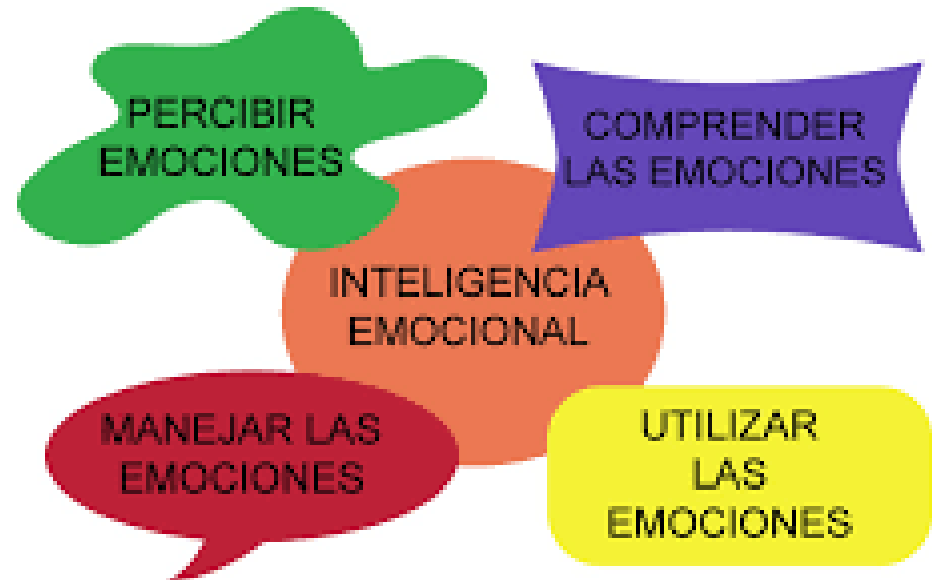 PERCIBIR
EMOCIONES
COMPRENDER
LAS EMOCIONES
INTELIGENCIA
EMOCIONAL
MANEJAR LAS
EMOCIONES
UTILIZAR
LAS
EMOCIONES